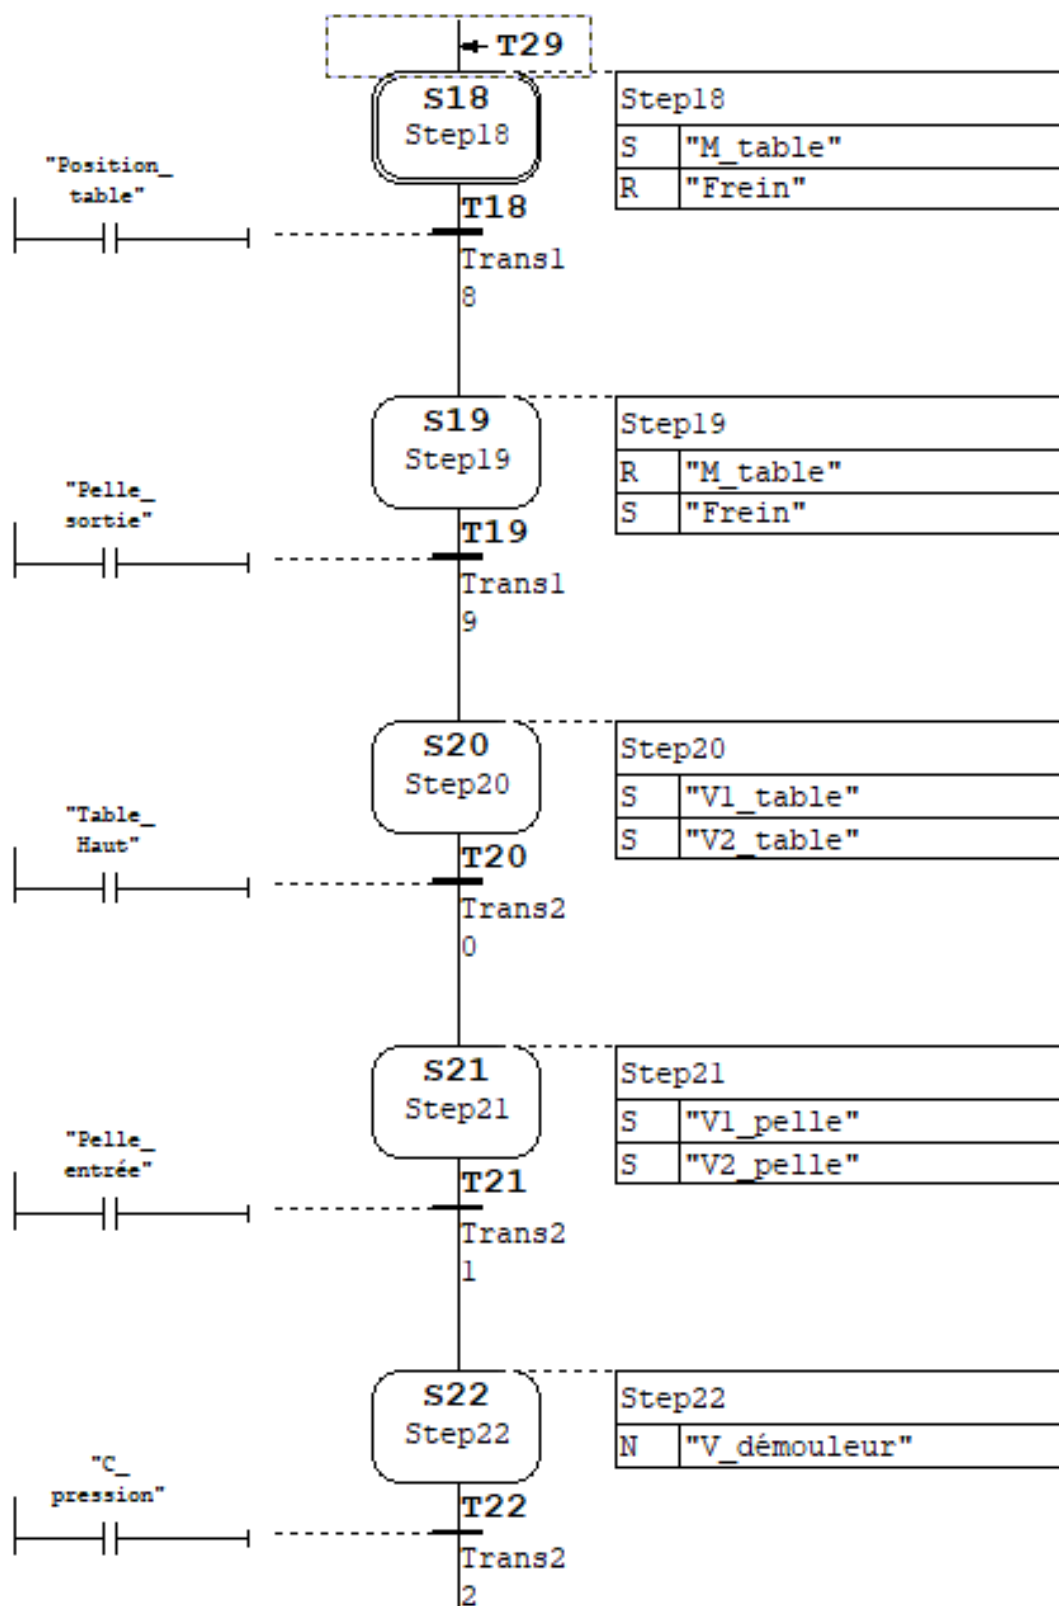 T29
S18
Step18
Step18
S "M_table"
R "Frein"
"Position_
table"
T18
Trans1
8
S19
Step19
Step19
R "M_table"
S "Frein"
"Pelle_
sortie"
T19
Trans1
9
S20
Step20
Step20
S "V1_table"
S "V2_table"
"Table_
Haut"
T20
Trans2
0
S21
Step21
Step21
S "V1_pelle"
S "V2_pelle"
"Pelle_
entrée"
T21
Trans2
1
S22
Step22
Step22
N "V_démouleur"
"C_
pression"
T22
Trans2
2